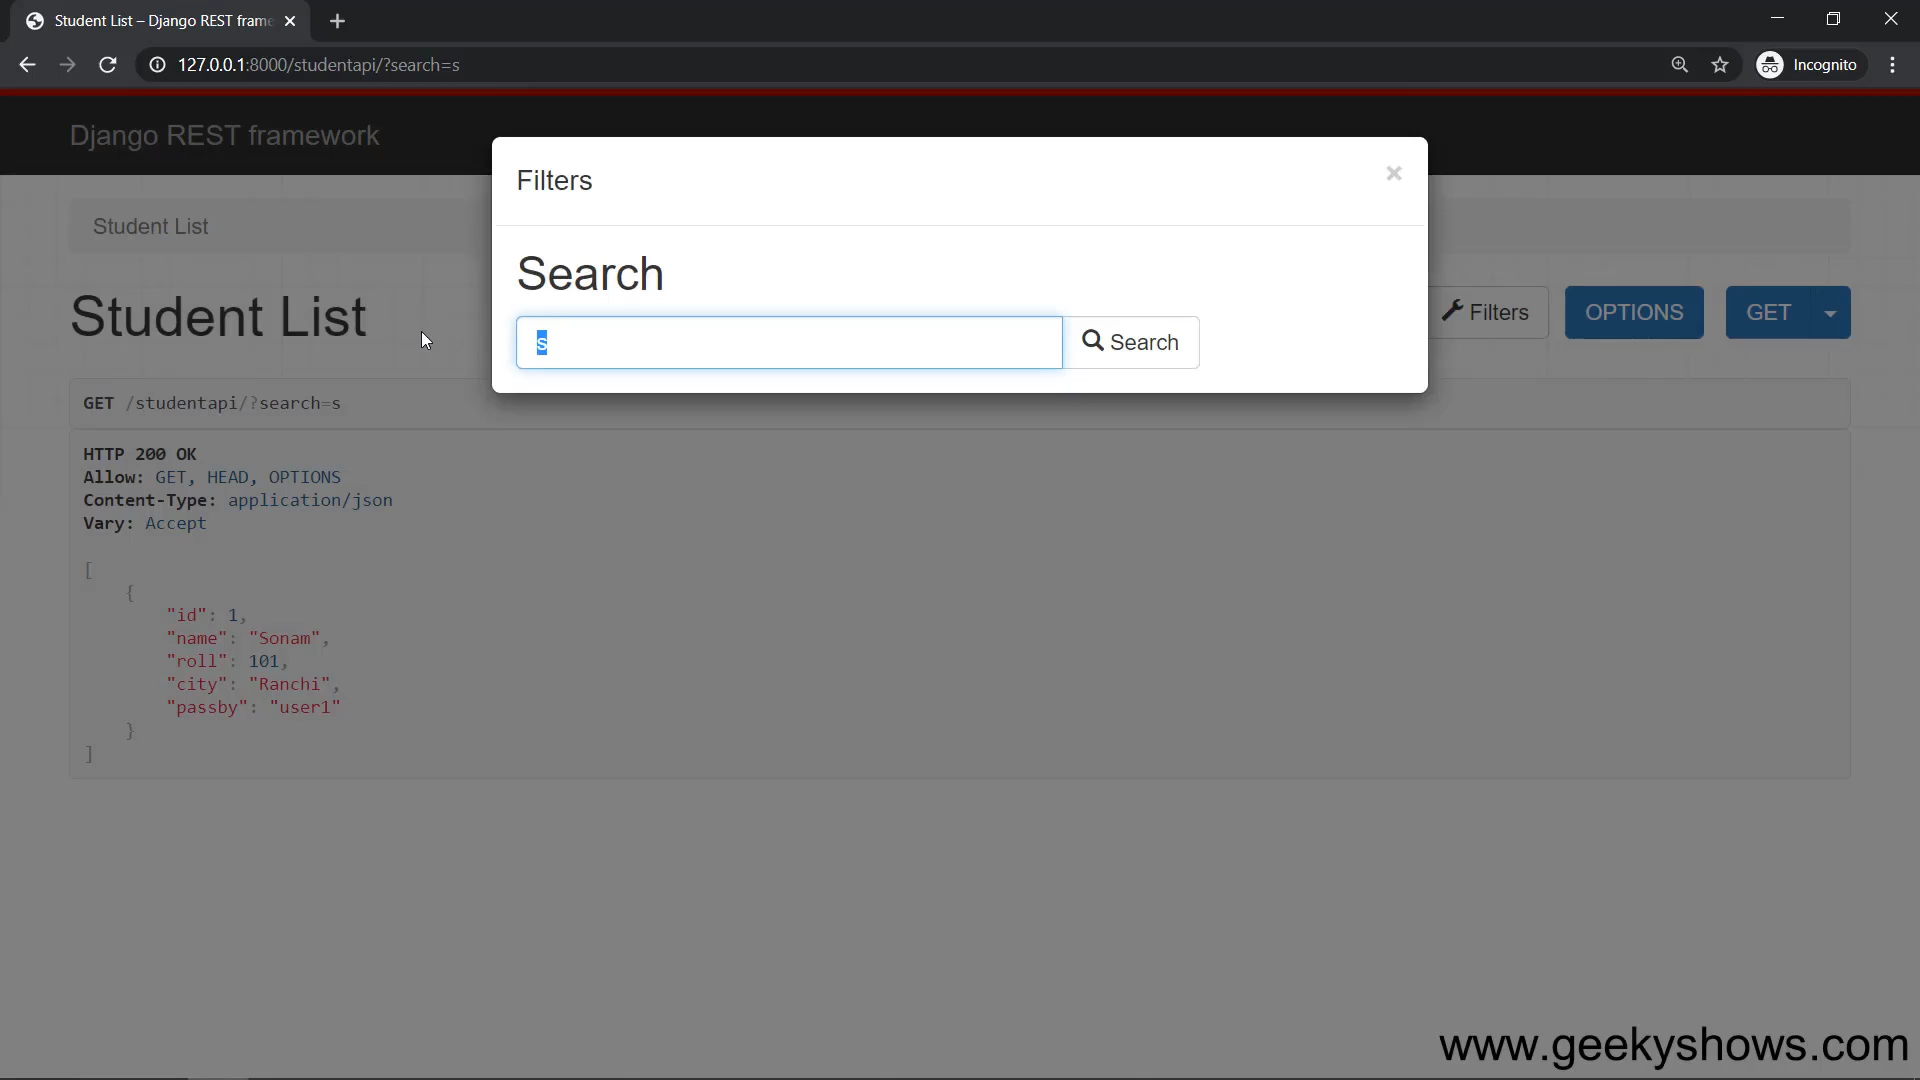 Student List – Django REST frame
127.0.0.1:8000/studentapi/?search=s
Incognito
Django REST framework
Filters
Student List
Search
Student List
s
Search
Filters
OPTIONS
GET
GET /studentapi/?search=s
HTTP 200 OK
Allow: GET, HEAD, OPTIONS
Content-Type: application/json
Vary: Accept
[
{
"id": 1,
"name": "Sonam",
"roll": 101,
"city": "Ranchi",
"passby": "user1"
}
]
www.geekyshows.com